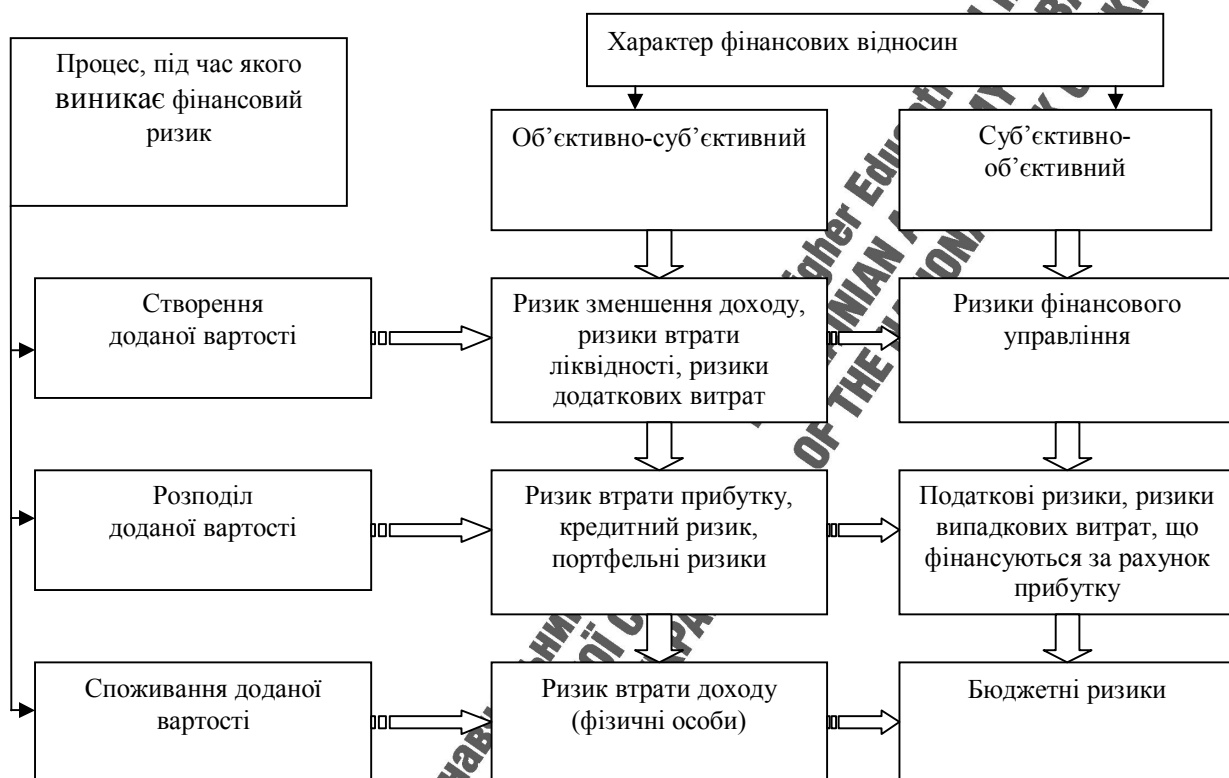 Характер фінансових відносин
Процес, під час якого
виникає фінансовий
ризик
Об’єктивно-суб’єктивний
Суб’єктивно-
об’єктивний
Створення
доданої вартості
Ризик зменшення доходу,
ризики втрати
ліквідності, ризики
додаткових витрат
Ризики фінансового
управління
Розподіл
доданої вартості
Ризик втрати прибутку,
кредитний ризик,
портфельні ризики
Податкові ризики, ризики
випадкових витрат, що
фінансуються за рахунок
прибутку
Споживання доданої
вартості
Ризик втрати доходу
(фізичні особи)
Бюджетні ризики
OF THE